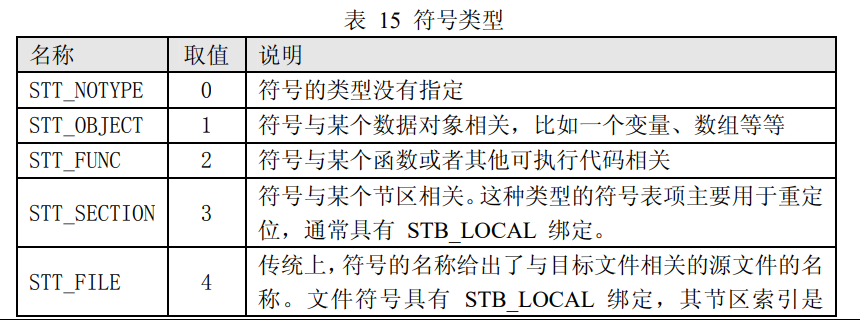 表 15 符号类型
名称 取值 说明
STT_NOTYPE 0 符号的类型没有指定
STT_OBJECT 1 符号与某个数据对象相关，比如一个变量、数组等等
STT_FUNC 2 符号与某个函数或者其他可执行代码相关
STT_SECTION 3 符号与某个节区相关。这种类型的符号表项主要用于重定
位，通常具有 STB_LOCAL 绑定。
STT_FILE 4 传统上，符号的名称给出了与目标文件相关的源文件的名
称。文件符号具有 STB_LOCAL 绑定，其节区索引是